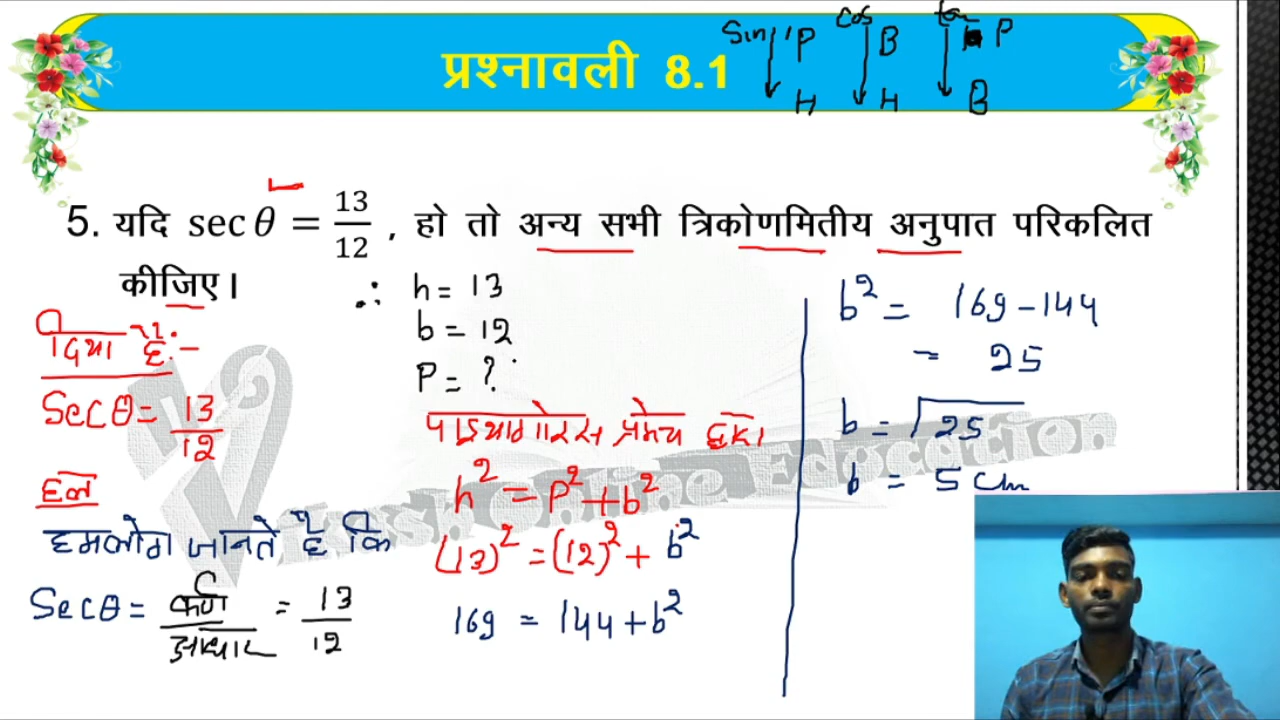 प्रश्नावली 8.1
Sin P H
cos B H
tan P B
5. यदि sec θ = 13/12 , हो तो अन्य सभी त्रिकोणमितीय अनुपात परिकलित
कीजिए।
दिया है:-
Secθ = 13/12
हल
हमलोग जानते है कि
Secθ = कर्ण/आधार = 13/12
∴ h = 13
b = 12
P = ?
पाइथागोरस प्रमेय
h² = P² + b²
(13)² = (12)² + b²
169 = 144 + b²
b² = 169 - 144
= 25
b = √25
b = 5 cm
Online Education